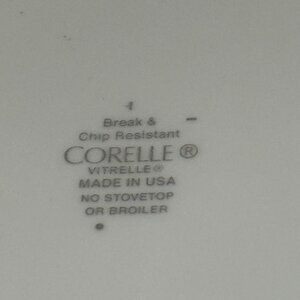 Break &
Chip Resistant
CORELLE ®
VITRELLE®
MADE IN USA
NO STOVETOP
OR BROILER